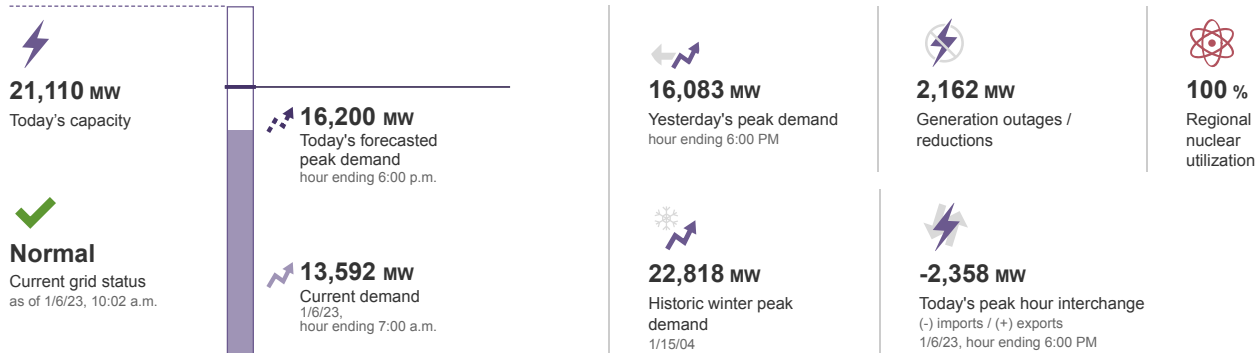 21,110 MW
Today's capacity
Normal
Current grid status
as of 1/6/23, 10:02 a.m.
16,200 MW
Today's forecasted
peak demand
hour ending 6:00 p.m.
13,592 MW
Current demand
1/6/23,
hour ending 7:00 a.m.
16,083 MW
Yesterday's peak demand
hour ending 6:00 PM
2,162 MW
Generation outages /
reductions
100 %
Regional
nuclear
utilization
22,818 MW
Historic winter peak
demand
1/15/04
-2,358 MW
Today's peak hour interchange
(-) imports / (+) exports
1/6/23, hour ending 6:00 PM